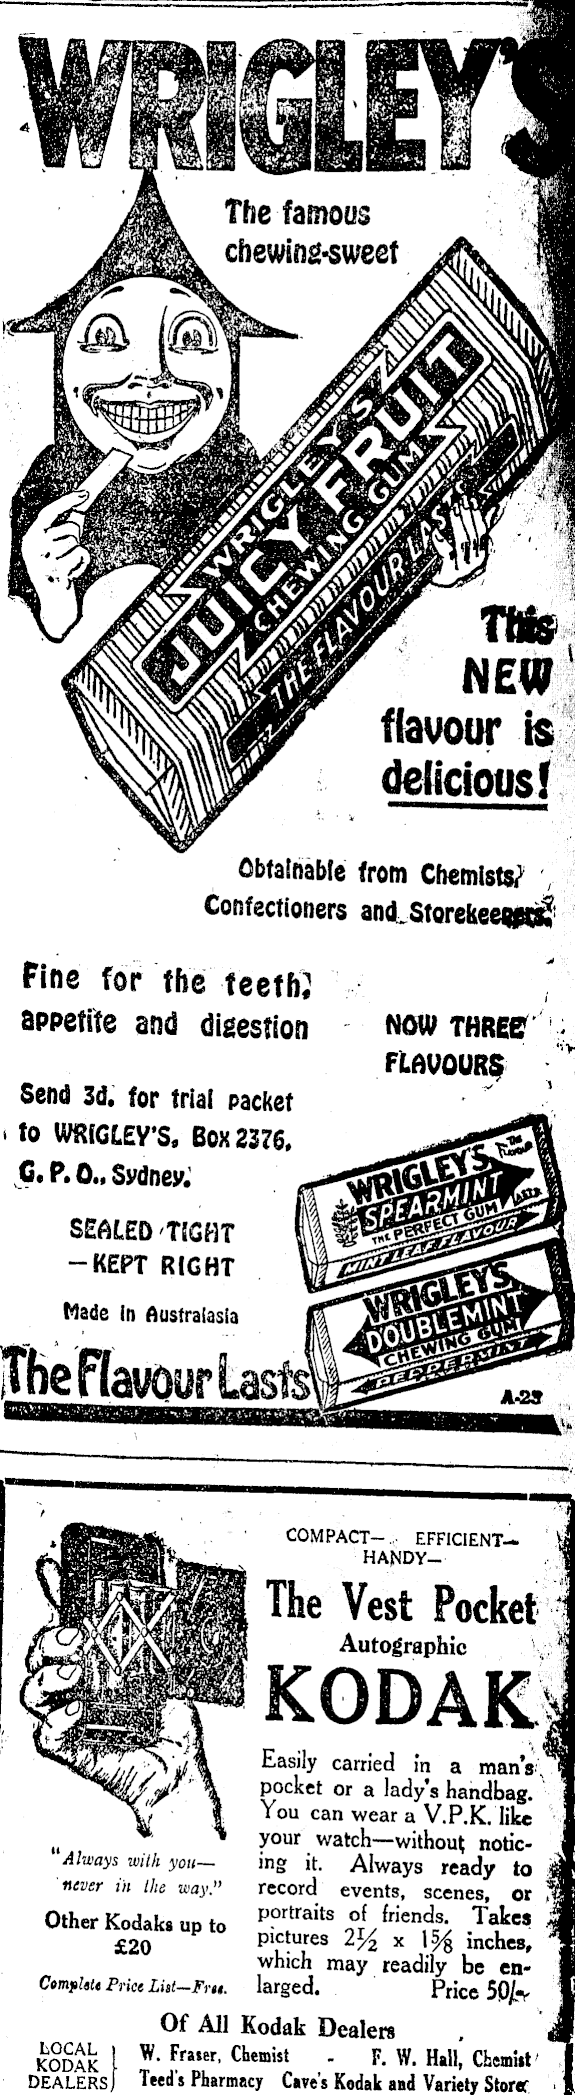 WRIGLEY'S
The famous
chewing-sweet
WRIGLEY'S
JUICY FRUIT
CHEWING GUM
THE FLAVOUR LASTS
This
NEW
flavour is
delicious!
Obtainable from Chemists,
Confectioners and Storekeepers.
Fine for the teeth,
appetite and digestion
NOW THREE
FLAVOURS
Send 3d. for trial packet
to WRIGLEY'S, Box 2376,
G. P. O., Sydney.
SEALED TIGHT
—KEPT RIGHT
Made in Australasia
WRIGLEY'S
SPEARMINT
THE PERFECT GUM
MINT LEAF FLAVOUR
The Flavour
WRIGLEY'S
DOUBLEMINT
CHEWING GUM
PEPPERMINT
The Flavour Lasts
A-23
COMPACT— EFFICIENT—
HANDY—
The Vest Pocket
Autographic
KODAK
Easily carried in a man's
pocket or a lady's handbag.
You can wear a V.P.K. like
your watch—without notic-
ing it. Always ready to
record events, scenes, or
portraits of friends. Takes
pictures 2½ x 1⅝ inches,
which may readily be en-
larged. Price 50/-
"Always with you—
never in the way."
Other Kodaks up to
£20
Complete Price List—Free.
Of All Kodak Dealers
LOCAL
KODAK
DEALERS
W. Fraser, Chemist - F. W. Hall, Chemist
Teed's Pharmacy Cave's Kodak and Variety Store